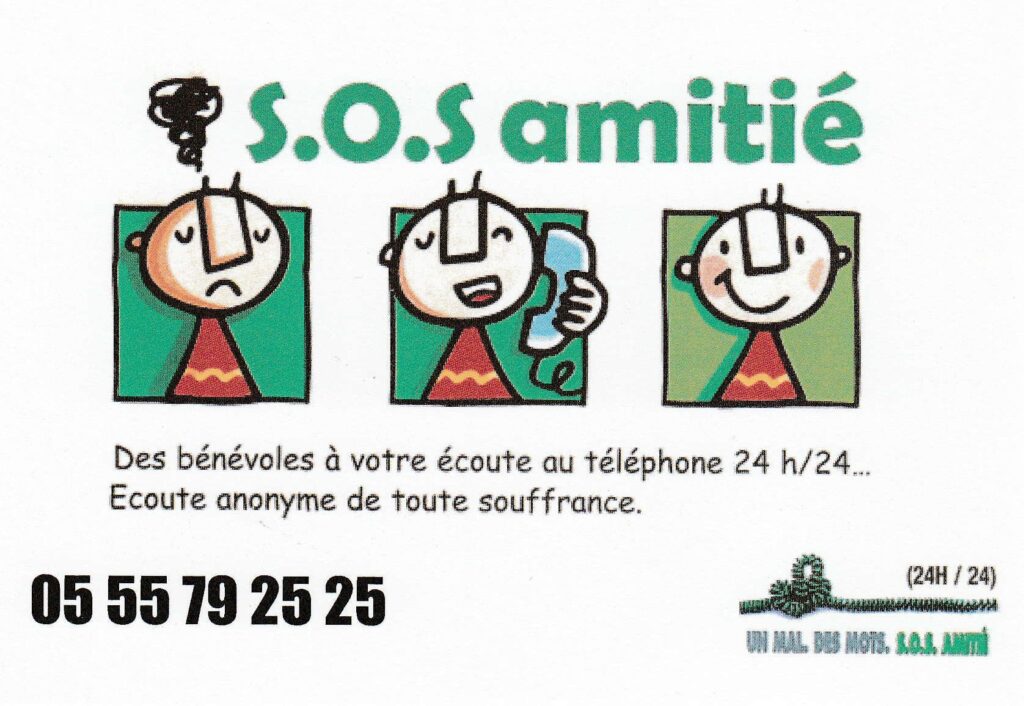 S.O.S amitié
Des bénévoles à votre écoute au téléphone 24 h/24...
Ecoute anonyme de toute souffrance.
05 55 79 25 25
(24H / 24)
UN MAL. DES MOTS. S.O.S. AMITIÉ